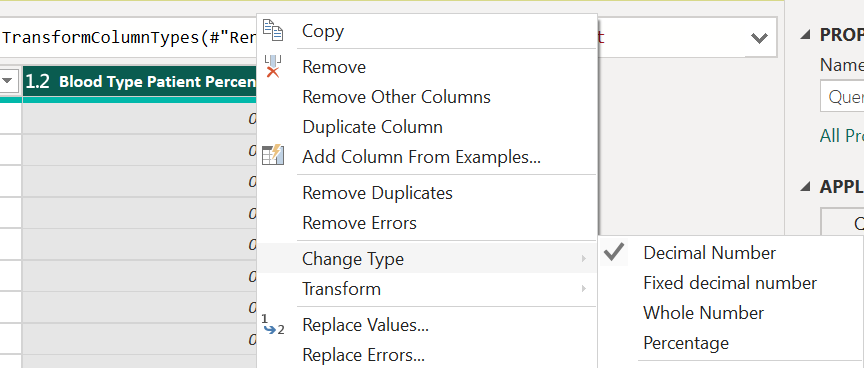 TransformColumnTypes(#"Ren
Copy
PROP
Remove
Name
1.2 Blood Type Patient Percen
Remove Other Columns
Quer
Duplicate Column
0
All Pro
Add Column From Examples...
0
0
Remove Duplicates
APPL
0
Remove Errors
0
Change Type
Decimal Number
0
Transform
Fixed decimal number
0
Replace Values...
Whole Number
0
Replace Errors...
Percentage